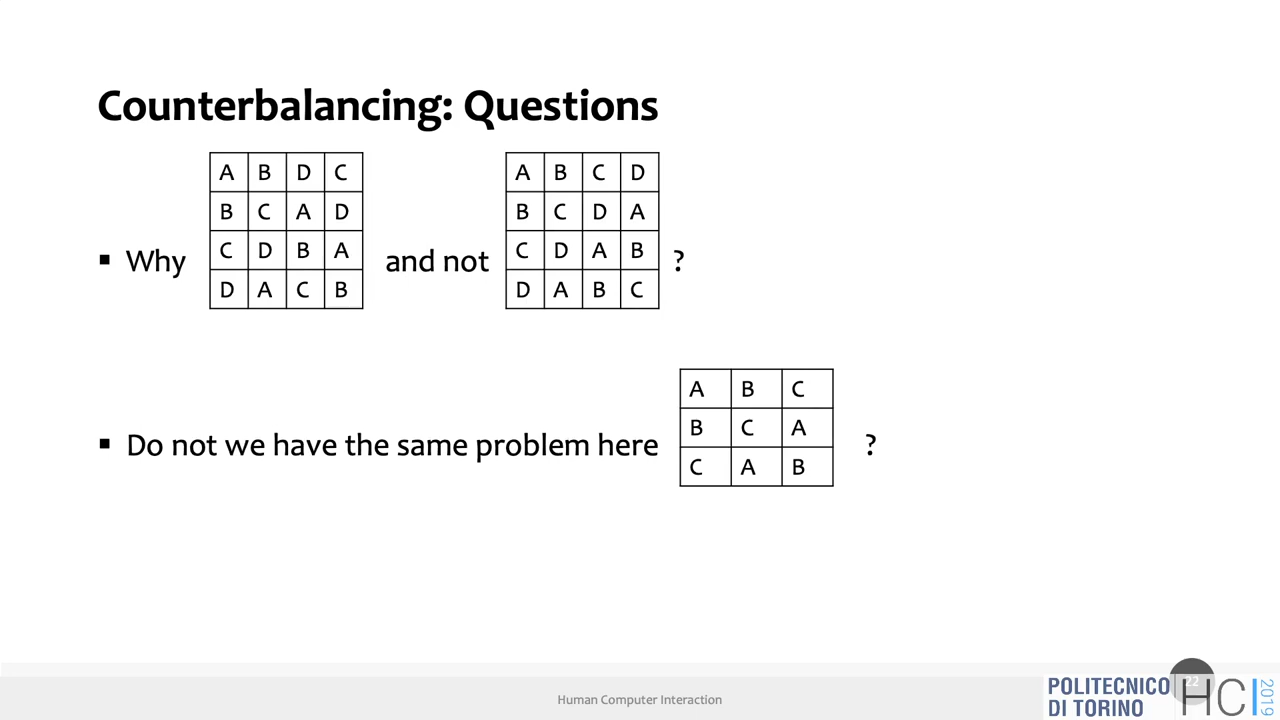 Counterbalancing: Questions
A B D C
B C A D
C D B A
D A C B
A B C D
B C D A
C D A B
D A B C
▪ Why and not ?
A B C
B C A
C A B
▪ Do not we have the same problem here ?
Human Computer Interaction
POLITECNICO
DI TORINO
22
HCI
2019